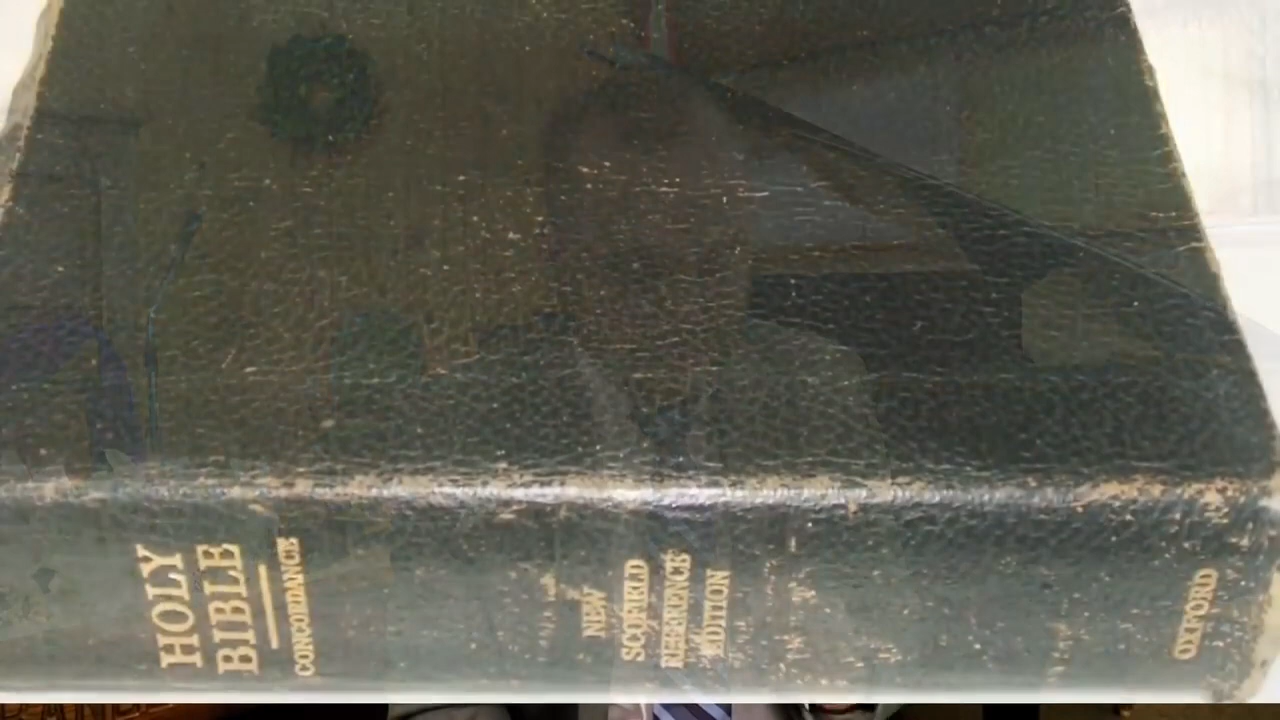 HOLY
BIBLE
CONCORDANCE
NEW
SCOFIELD
REFERENCE
EDITION
OXFORD